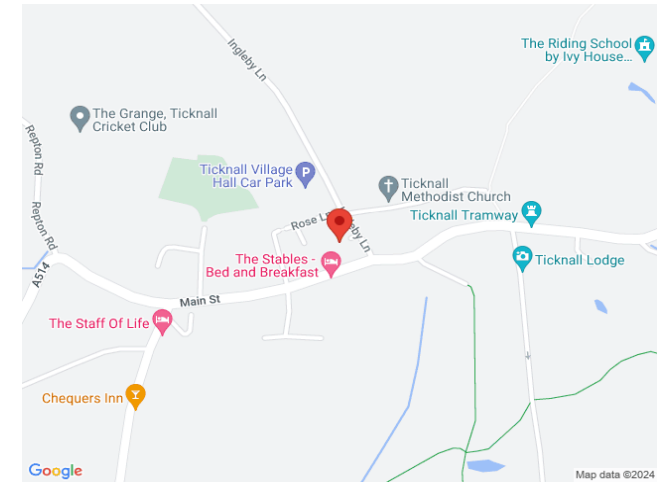 The Riding School
by Ivy House...
Ingleby Ln
The Grange, Ticknall
Cricket Club
Repton Rd
Ticknall Village
Hall Car Park
Ticknall
Methodist Church
Rose L
Ingleby Ln
Ticknall Tramway
Repton Rd
The Stables -
Bed and Breakfast
Ticknall Lodge
A514
Main St
The Staff Of Life
Chequers Inn
Google
Map data ©2024